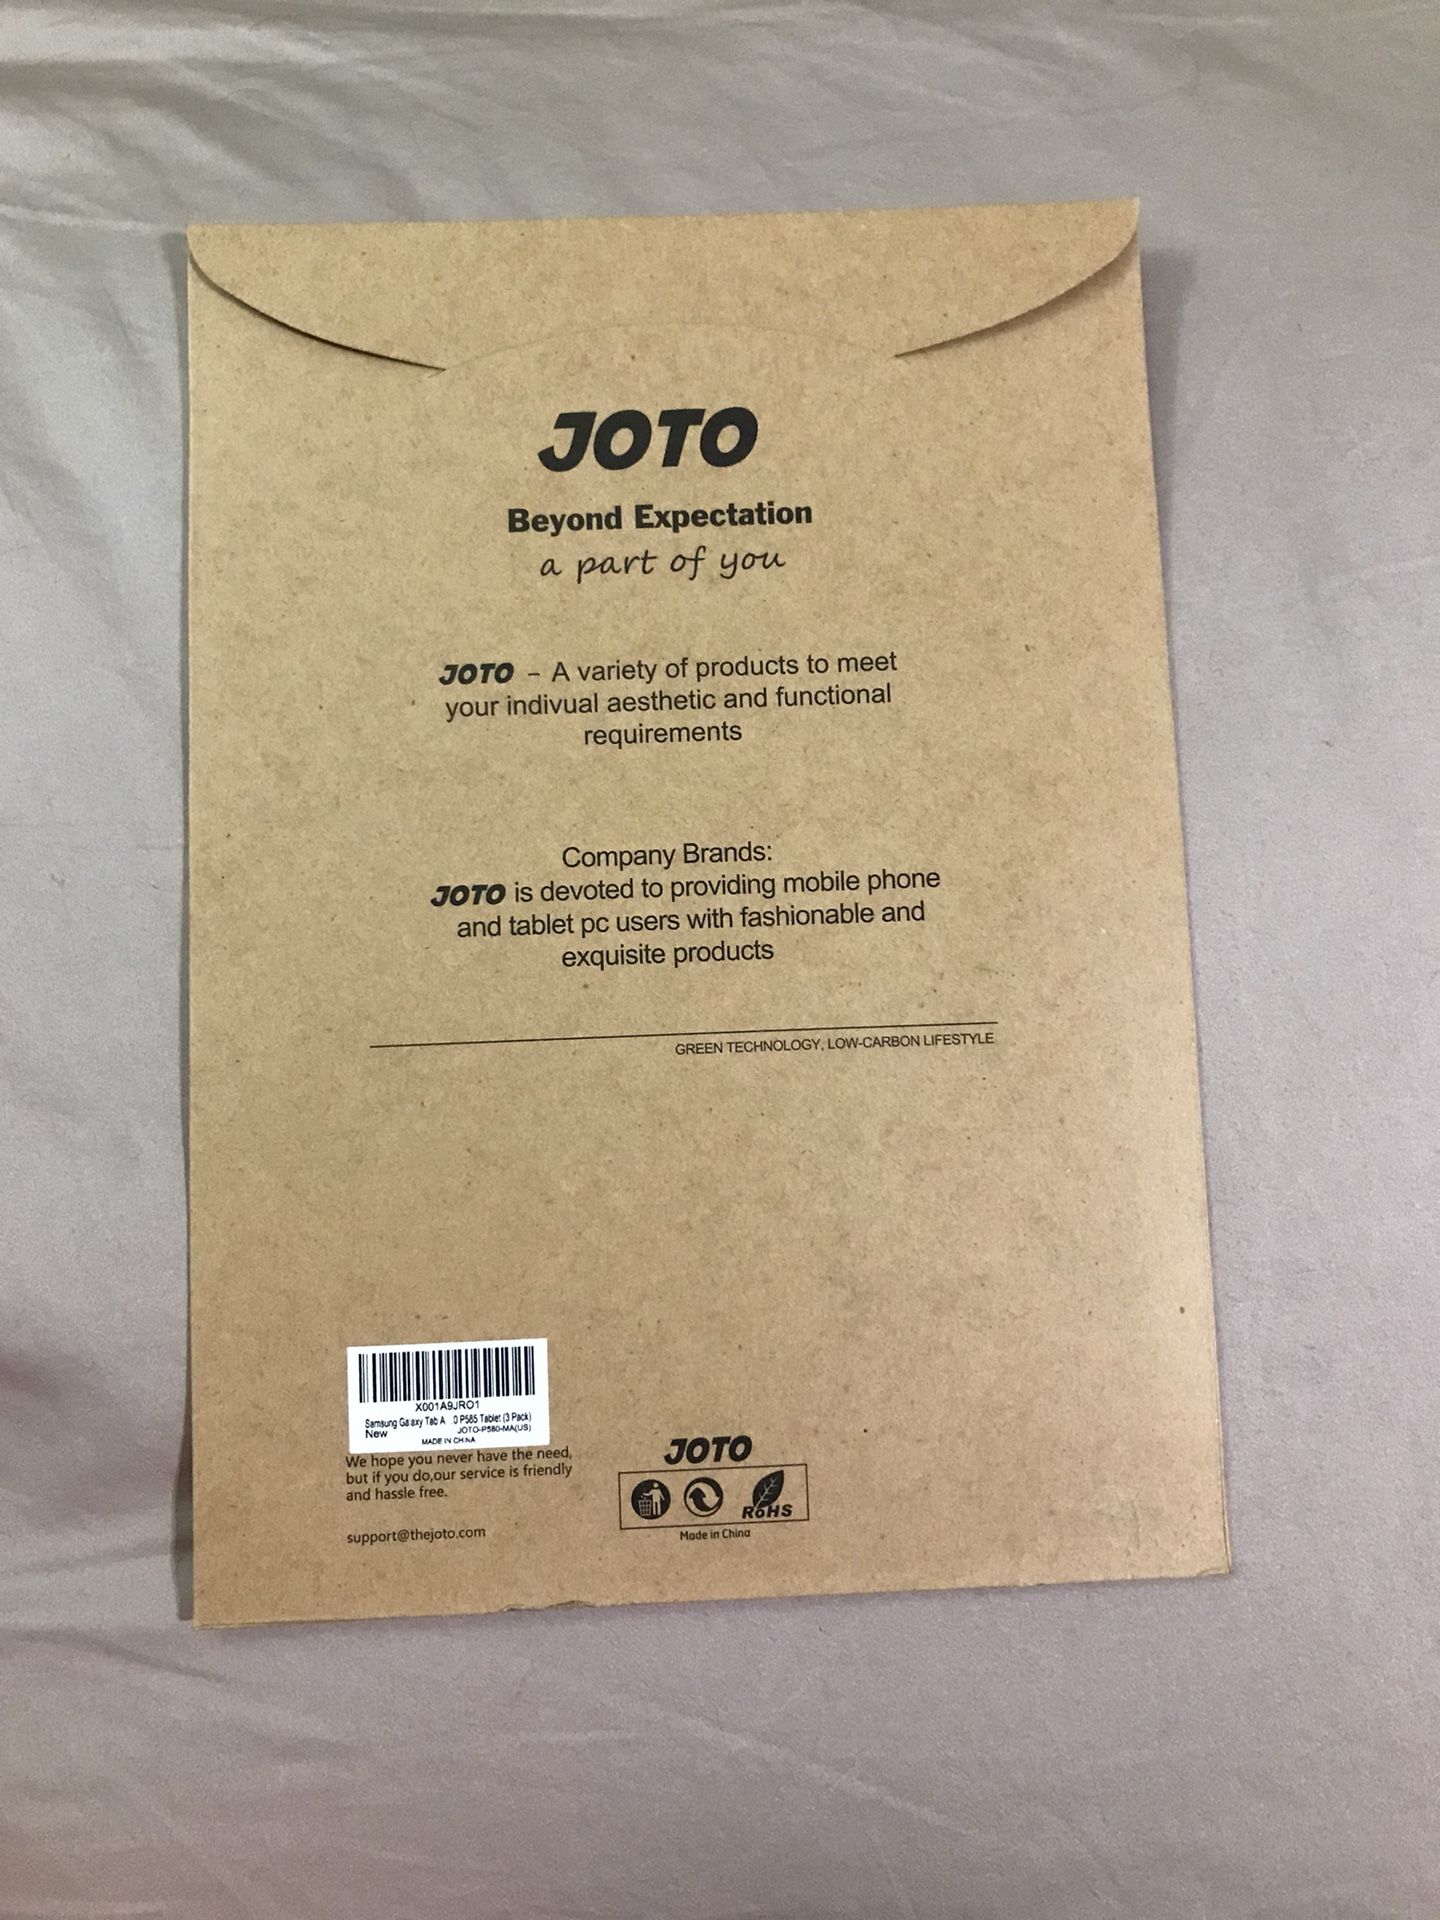 JOTO
Beyond Expectation
a part of you
JOTO – A variety of products to meet
your indivual aesthetic and functional
requirements
Company Brands:
JOTO is devoted to providing mobile phone
and tablet pc users with fashionable and
exquisite products
GREEN TECHNOLOGY, LOW-CARBON LIFESTYLE
X001A9JRO1
Samsung Galaxy Tab A .0 P585 Tablet (3 Pack)
New JOTO-P580-MA(US)
MADE IN CHINA
We hope you never have the need,
but if you do,our service is friendly
and hassle free.
support@thejoto.com
JOTO
RoHS
Made in China